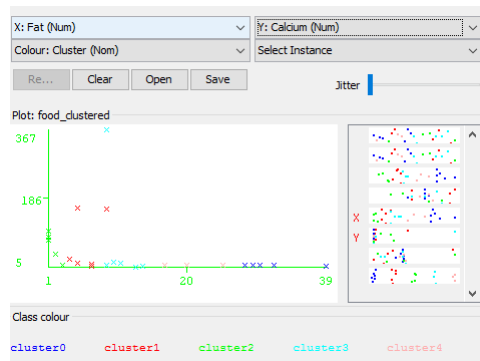 X: Fat (Num) Y: Calcium (Num)
Colour: Cluster (Nom) Select Instance
Re... Clear Open Save Jitter
Plot: food_clustered
367
186
5
1 20 39
X
Y
Class colour
cluster0 cluster1 cluster2 cluster3 cluster4